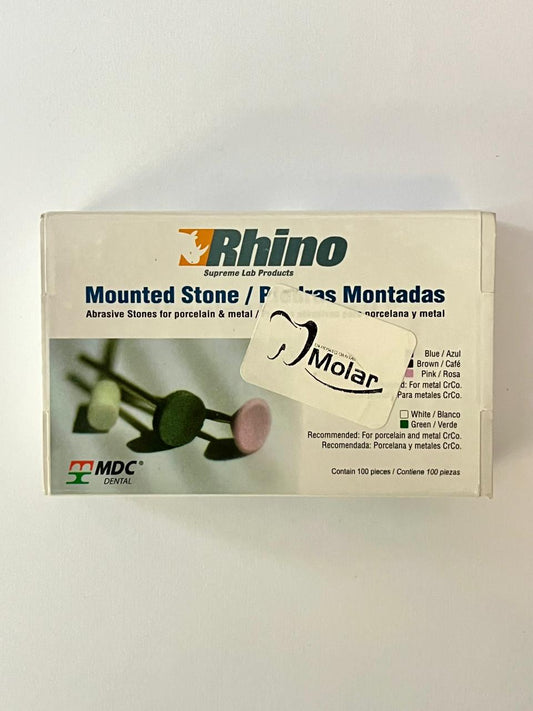 Rhino
Supreme Lab Products
Mounted Stone / Piedras Montadas
Abrasive Stones for porcelain & metal / para porcelana y metal
Molar
Blue / Azul
Brown / Café
Pink / Rosa
For metal CrCo.
Para metales CrCo.
White / Blanco
Green / Verde
Recommended: For porcelain and metal CrCo.
Recomendada: Porcelana y metales CrCo.
MDC®
DENTAL
Contain 100 pieces / Contiene 100 piezas